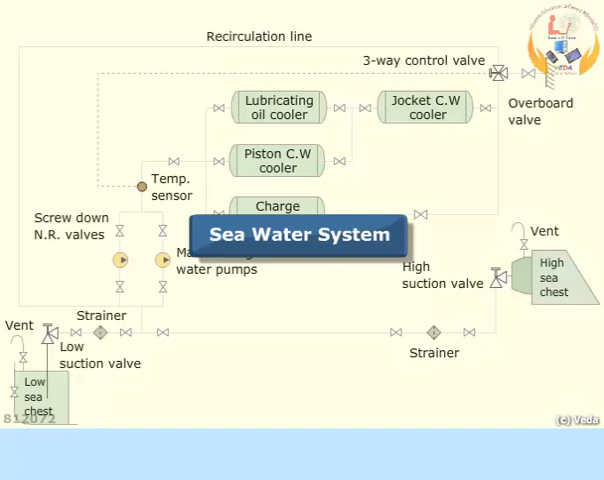 Recirculation line
3-way control valve
VEDA
Lubricating
oil cooler
Jocket C.W
cooler
Overboard
valve
Piston C.W
cooler
Temp.
sensor
Charge
Screw down
N.R. valves
Sea Water System
water pumps
High
suction valve
Vent
High
sea
chest
Strainer
Vent
Low
suction valve
Strainer
Low
sea
chest
812072
(c) Veda